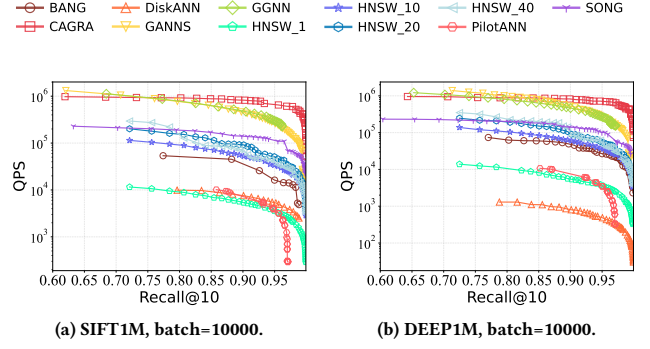 BANG DiskANN GGNN HNSW_10 HNSW_40 SONG
CAGRA GANNS HNSW_1 HNSW_20 PilotANN
QPS
10^6
10^5
10^4
10^3
0.60 0.65 0.70 0.75 0.80 0.85 0.90 0.95
Recall@10
(a) SIFT1M, batch=10000.
QPS
10^6
10^5
10^4
10^3
10^2
0.60 0.65 0.70 0.75 0.80 0.85 0.90 0.95
Recall@10
(b) DEEP1M, batch=10000.